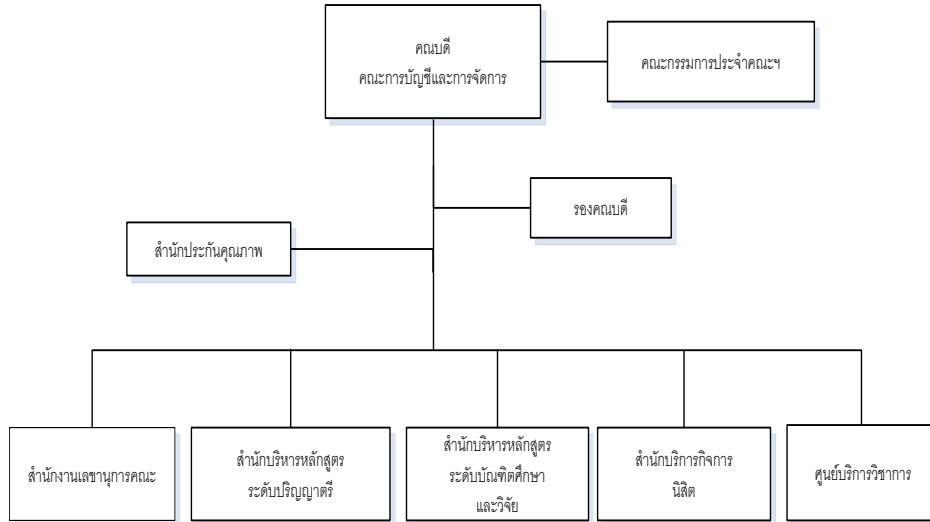 คณบดี
คณะการบัญชีและการจัดการ
คณะกรรมการประจำคณะฯ
รองคณบดี
สำนักประกันคุณภาพ
สำนักงานเลขานุการคณะ
สำนักบริหารหลักสูตร
ระดับปริญญาตรี
สำนักบริหารหลักสูตร
ระดับบัณฑิตศึกษา
และวิจัย
สำนักบริการกิจการ
นิสิต
ศูนย์บริการวิชาการ